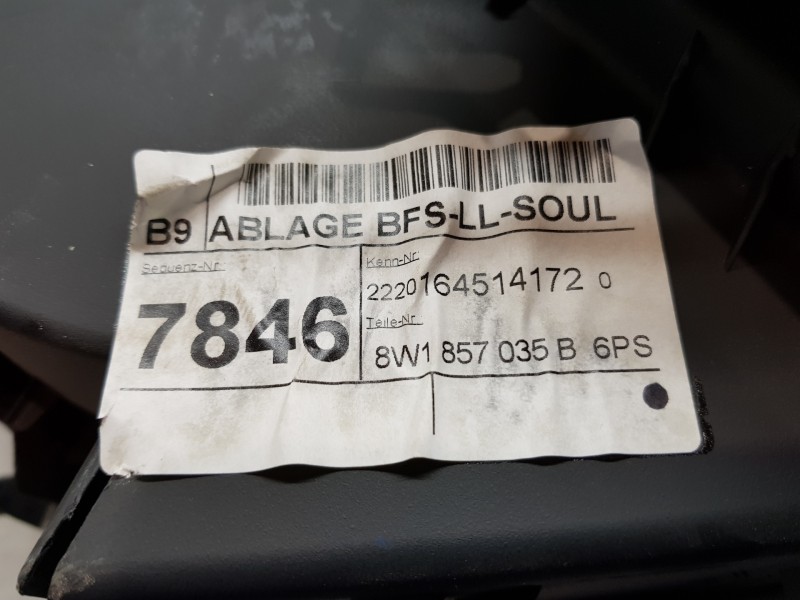 B9 ABLAGE BFS-LL-SOUL
Sequenz-Nr.
7846
Kenn-Nr.
2220164514172 0
Teile-Nr.
8W1 857 035 B 6PS